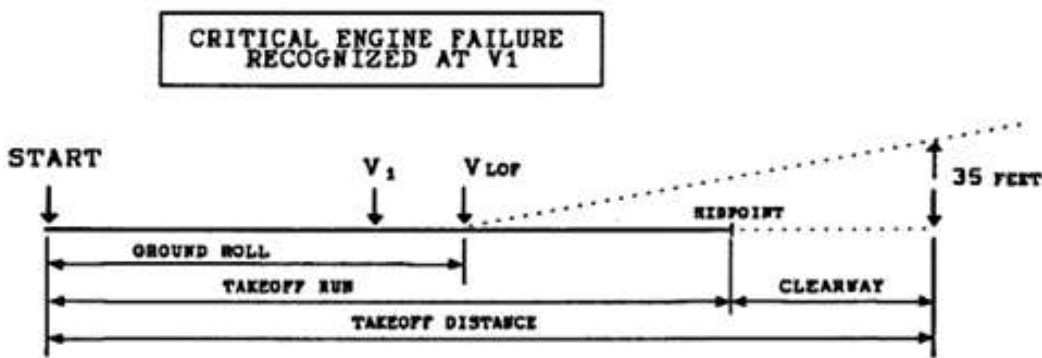 CRITICAL ENGINE FAILURE
RECOGNIZED AT V1
START
V1
VLOF
35 FEET
MIDPOINT
GROUND ROLL
TAKEOFF RUN
CLEARWAY
TAKEOFF DISTANCE